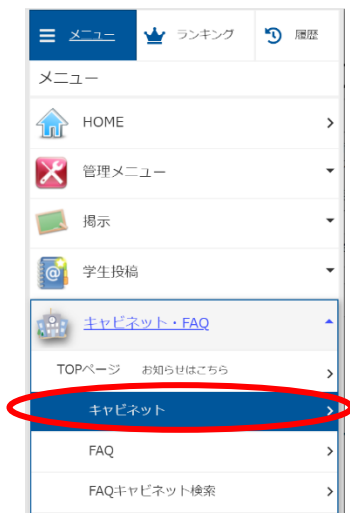 メニュー ランキング 履歴
メニュー
HOME
管理メニュー
掲示
学生投稿
キャビネット・FAQ
TOPページ お知らせはこちら
キャビネット
FAQ
FAQキャビネット検索